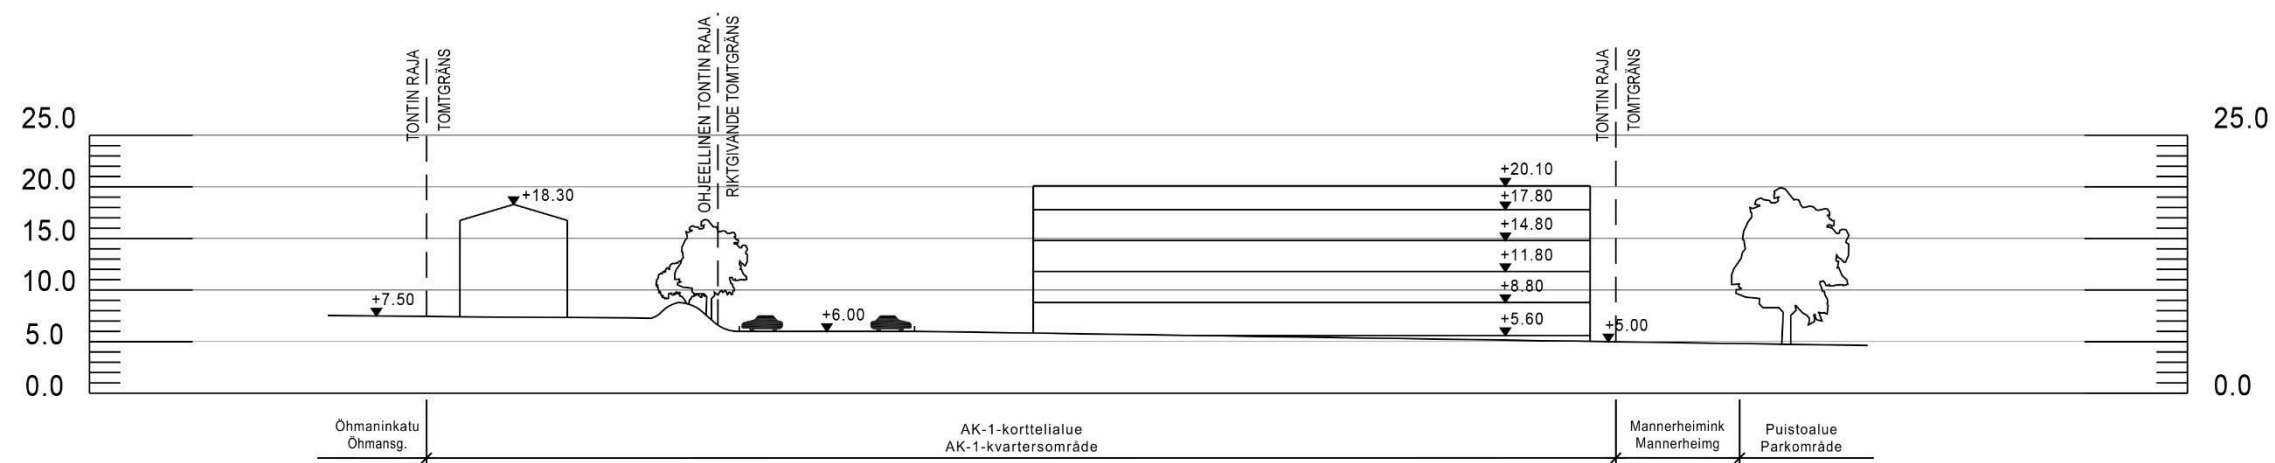 TONTIN RAJA
TOMTGRÄNS
OHJEELLINEN TONTIN RAJA
RIKTGIVANDE TOMTGRÄNS
TONTIN RAJA
TOMTGRÄNS
25.0
20.0
15.0
10.0
5.0
0.0
25.0
0.0
+7.50
+18.30
+6.00
+20.10
+17.80
+14.80
+11.80
+8.80
+5.60
+5.00
Öhmaninkatu
Öhmansg.
AK-1-korttelialue
AK-1-kvartersområde
Mannerheimink
Mannerheimg
Puistoalue
Parkområde